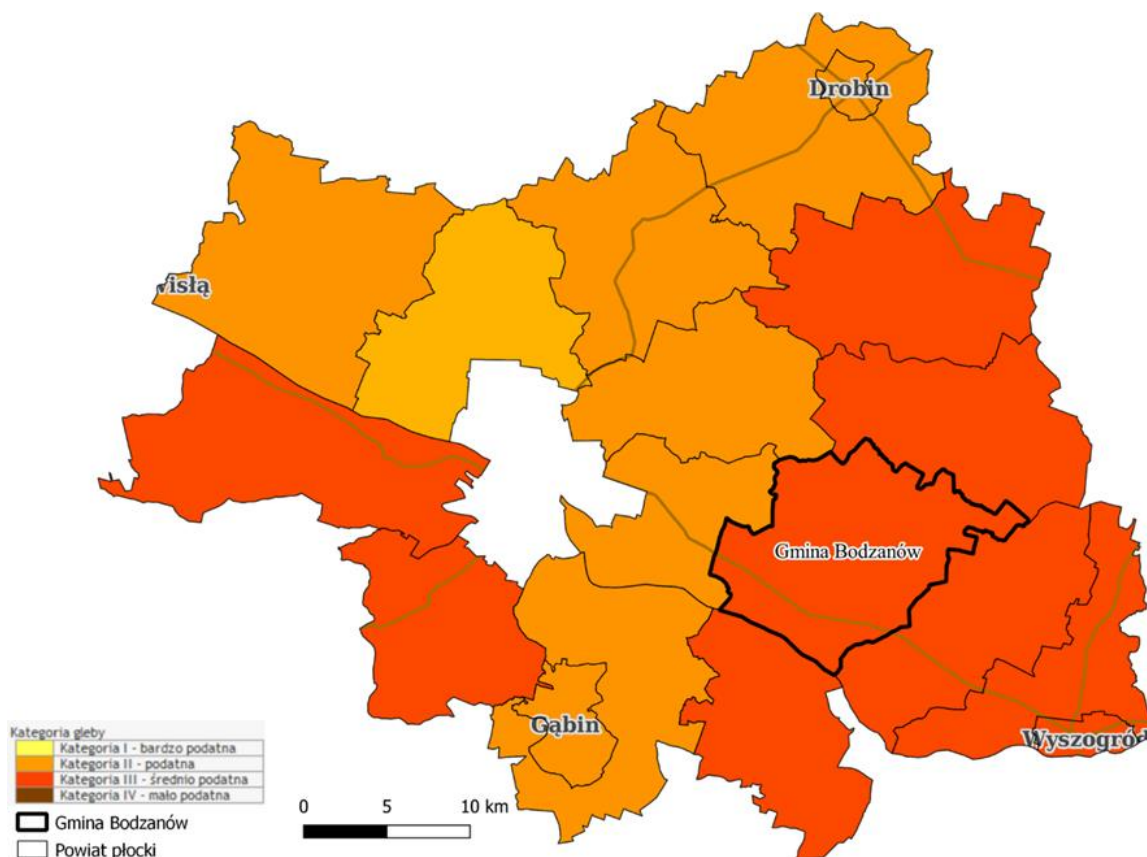 Drobin
Wisłą
Gmina Bodzanów
Gąbin
Wyszogród
Kategoria gleby
Kategoria I - bardzo podatna
Kategoria II - podatna
Kategoria III - średnio podatna
Kategoria IV - mało podatna
0 5 10 km
Gmina Bodzanów
Powiat płocki